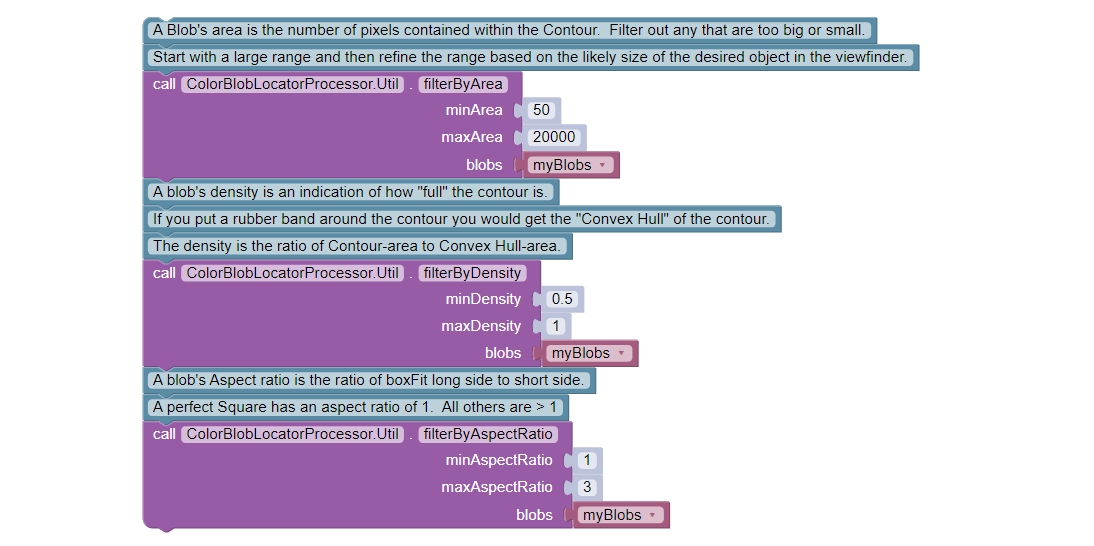 A Blob's area is the number of pixels contained within the Contour.  Filter out any that are too big or small.
Start with a large range and then refine the range based on the likely size of the desired object in the viewfinder.
call ColorBlobLocatorProcessor.Util . filterByArea
minArea 50
maxArea 20000
blobs myBlobs
A blob's density is an indication of how "full" the contour is.
If you put a rubber band around the contour you would get the "Convex Hull" of the contour.
The density is the ratio of Contour-area to Convex Hull-area.
call ColorBlobLocatorProcessor.Util . filterByDensity
minDensity 0.5
maxDensity 1
blobs myBlobs
A blob's Aspect ratio is the ratio of boxFit long side to short side.
A perfect Square has an aspect ratio of 1.  All others are > 1
call ColorBlobLocatorProcessor.Util . filterByAspectRatio
minAspectRatio 1
maxAspectRatio 3
blobs myBlobs